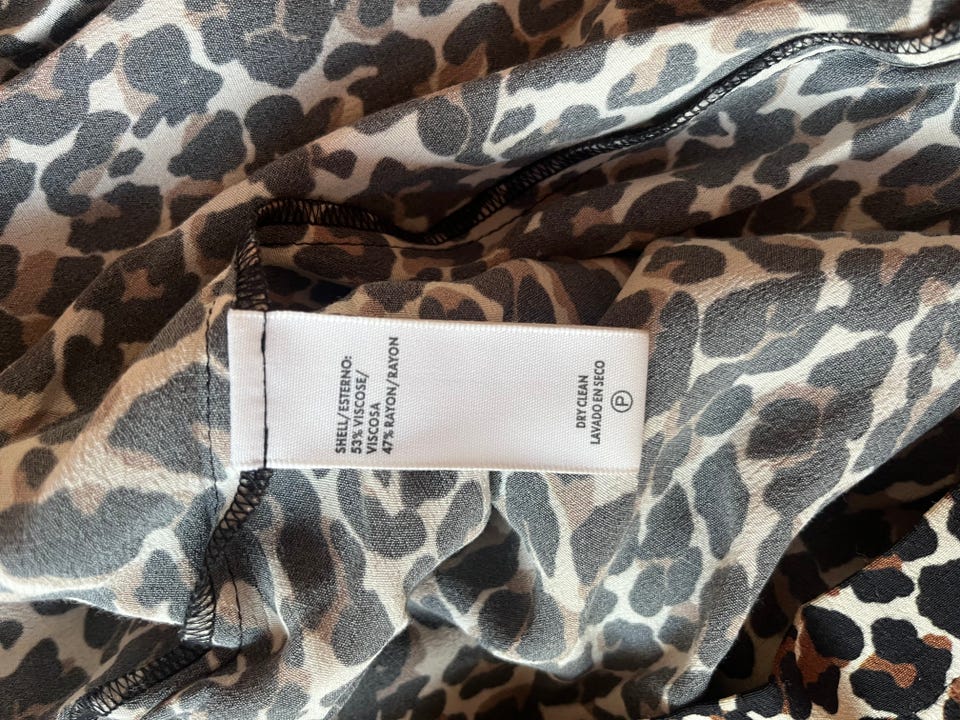 SHELL/ESTERNO:
53% VISCOSE/
VISCOSA
47% RAYON/RAYON
DRY CLEAN
LAVADO EN SECO
P